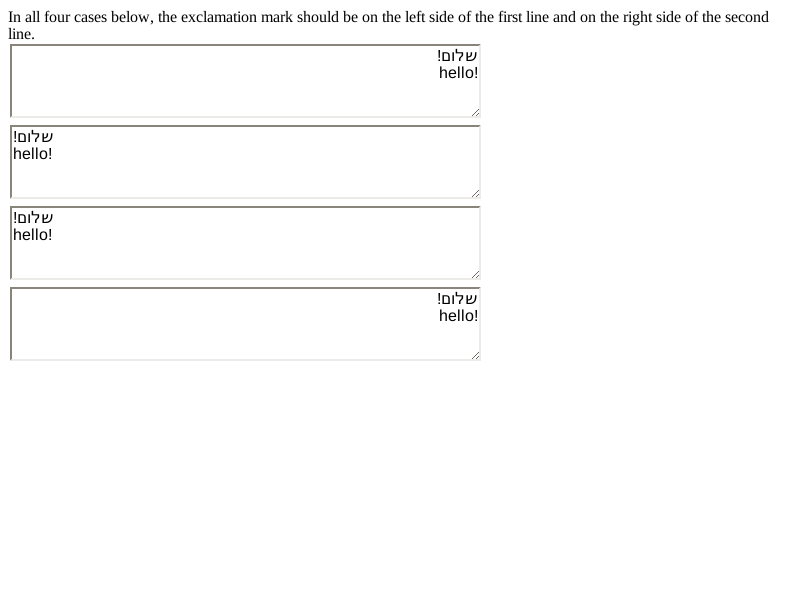 In all four cases below, the exclamation mark should be on the left side of the first line and on the right side of the second
line.
שלום!
hello!
שלום!
hello!
שלום!
hello!
שלום!
hello!